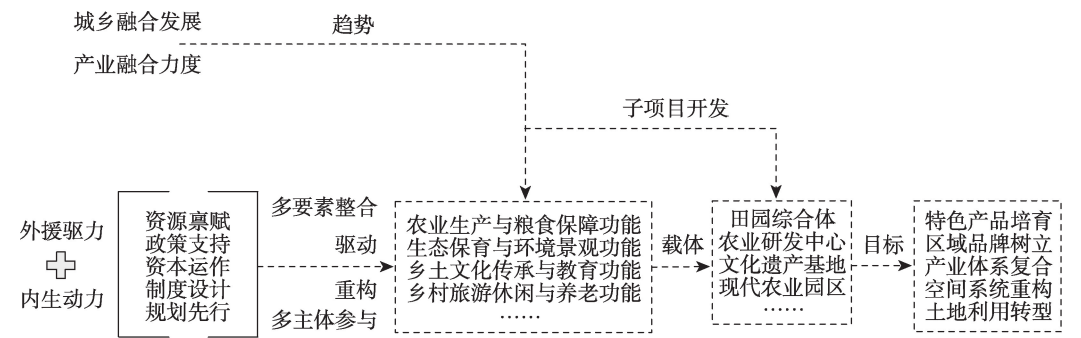 城乡融合发展
产业融合力度
趋势
子项目开发
外援驱力
内生动力
资源禀赋
政策支持
资本运作
制度设计
规划先行
多要素整合
驱动
重构
多主体参与
农业生产与粮食保障功能
生态保育与环境景观功能
乡土文化传承与教育功能
乡村旅游休闲与养老功能
……
载体
田园综合体
农业研发中心
文化遗产基地
现代农业园区
……
目标
特色产品培育
区域品牌树立
产业体系复合
空间系统重构
土地利用转型